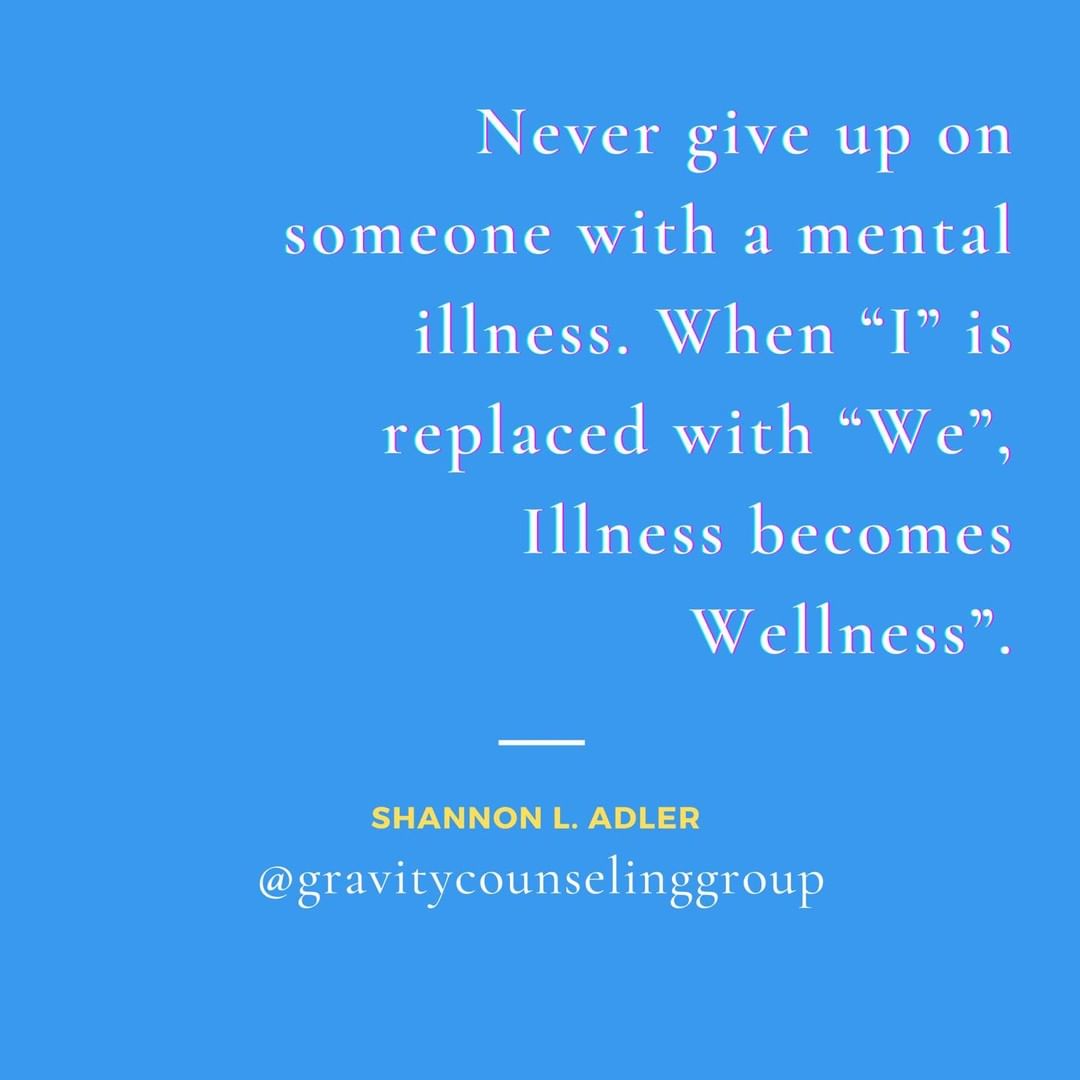 Never give up on
someone with a mental
illness. When “I” is
replaced with “We”,
Illness becomes
Wellness”.
SHANNON L. ADLER
@gravitycounselinggroup